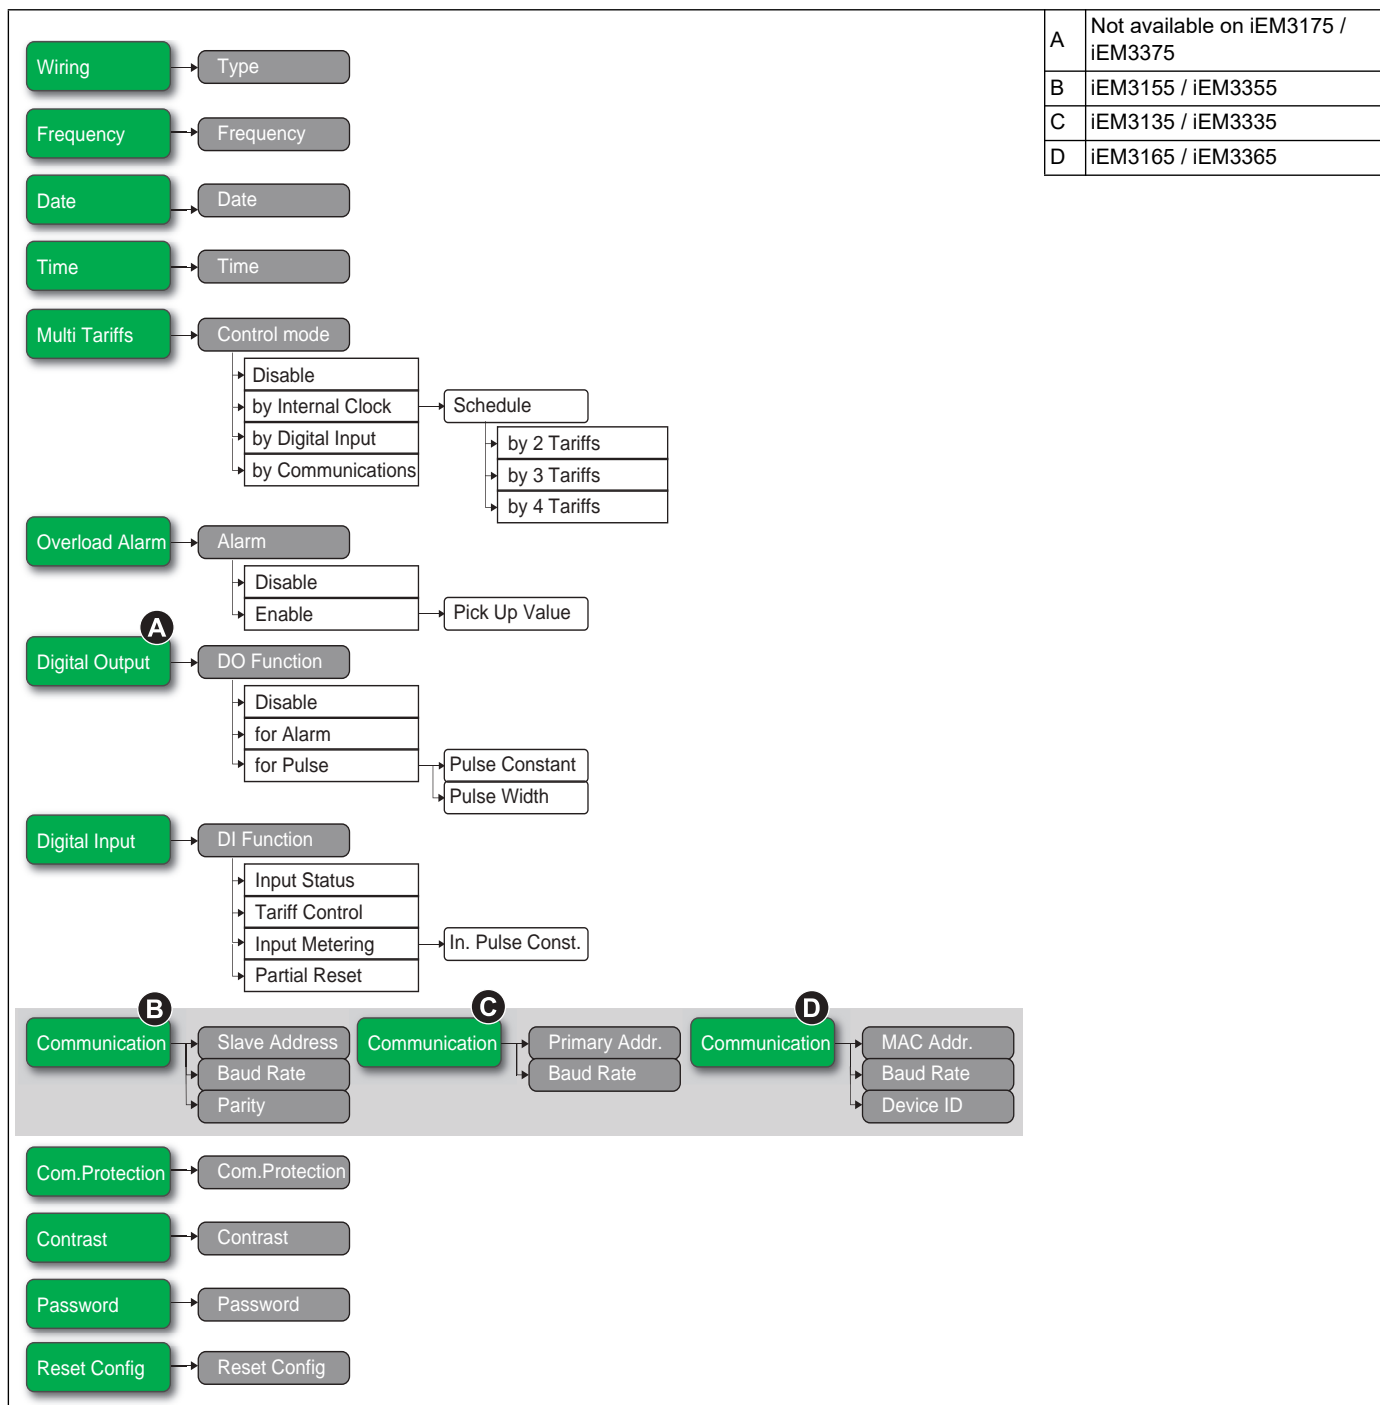 A
Not available on iEM3175 /
iEM3375
B
iEM3155 / iEM3355
C
iEM3135 / iEM3335
D
iEM3165 / iEM3365
Wiring
Type
Frequency
Frequency
Date
Date
Time
Time
Multi Tariffs
Control mode
Disable
by Internal Clock
Schedule
by Digital Input
by 2 Tariffs
by Communications
by 3 Tariffs
by 4 Tariffs
Overload Alarm
Alarm
Disable
Enable
Pick Up Value
A
Digital Output
DO Function
Disable
for Alarm
for Pulse
Pulse Constant
Pulse Width
Digital Input
DI Function
Input Status
Tariff Control
Input Metering
In. Pulse Const.
Partial Reset
B
Communication
Slave Address
Baud Rate
Parity
C
Communication
Primary Addr.
Baud Rate
D
Communication
MAC Addr.
Baud Rate
Device ID
Com.Protection
Com.Protection
Contrast
Contrast
Password
Password
Reset Config
Reset Config